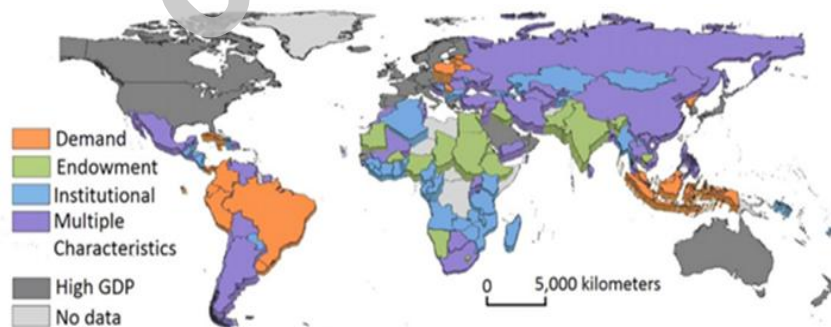 Demand
Endowment
Institutional
Multiple
Characteristics
High GDP
No data
0 5,000 kilometers